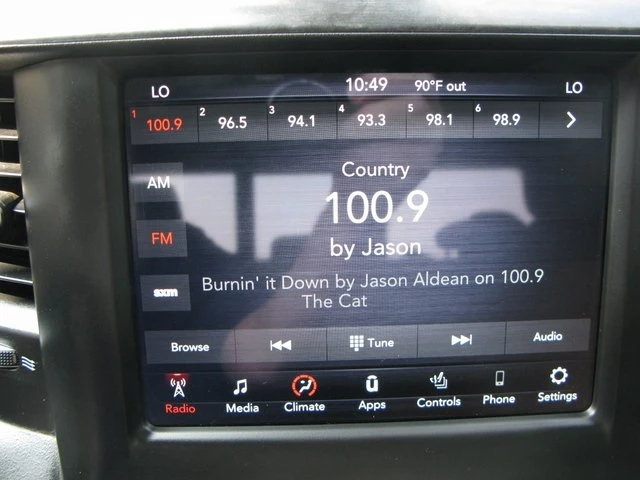 LO 10:49 90°F out LO
1 100.9 2 96.5 3 94.1 4 93.3 5 98.1 6 98.9
AM
Country
100.9
FM
by Jason
sxm
Burnin' it Down by Jason Aldean on 100.9
The Cat
Browse Tune Audio
Radio Media Climate Apps Controls Phone Settings